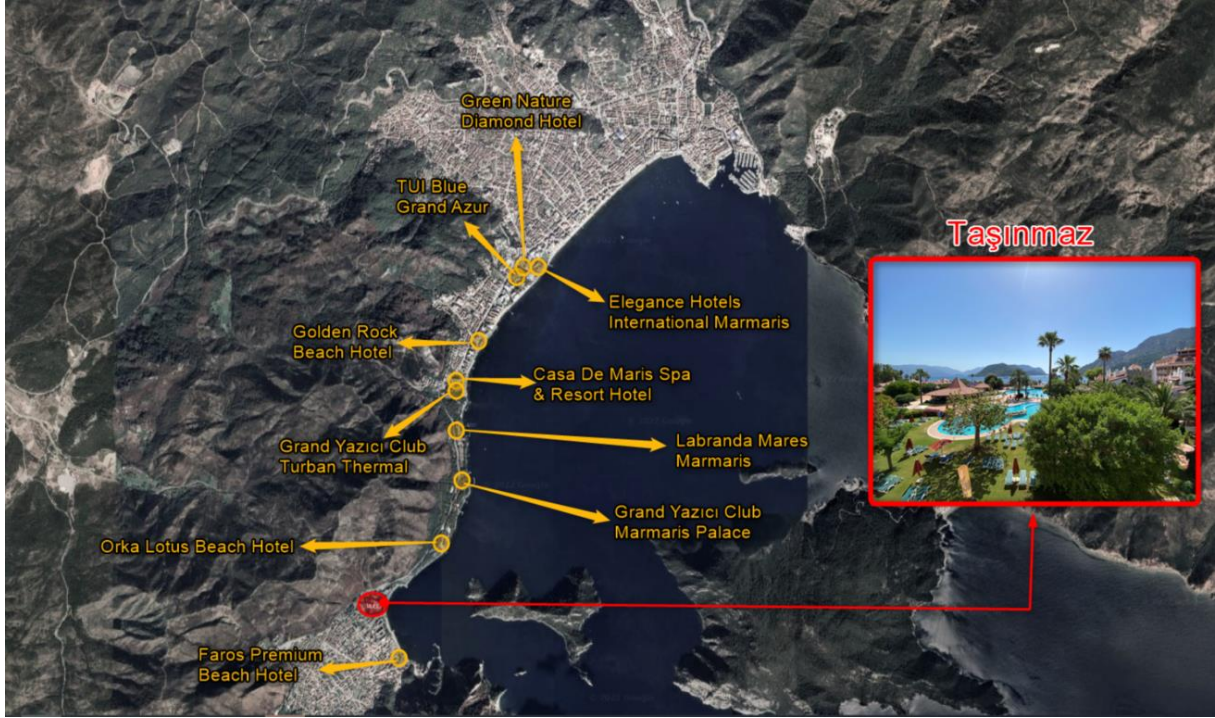 Green Nature
Diamond Hotel
TUI Blue
Grand Azur
Taşınmaz
Elegance Hotels
International Marmaris
Golden Rock
Beach Hotel
Casa De Maris Spa
& Resort Hotel
Grand Yazıcı Club
Turban Thermal
Labranda Mares
Marmaris
Grand Yazıcı Club
Marmaris Palace
Orka Lotus Beach Hotel
Faros Premium
Beach Hotel